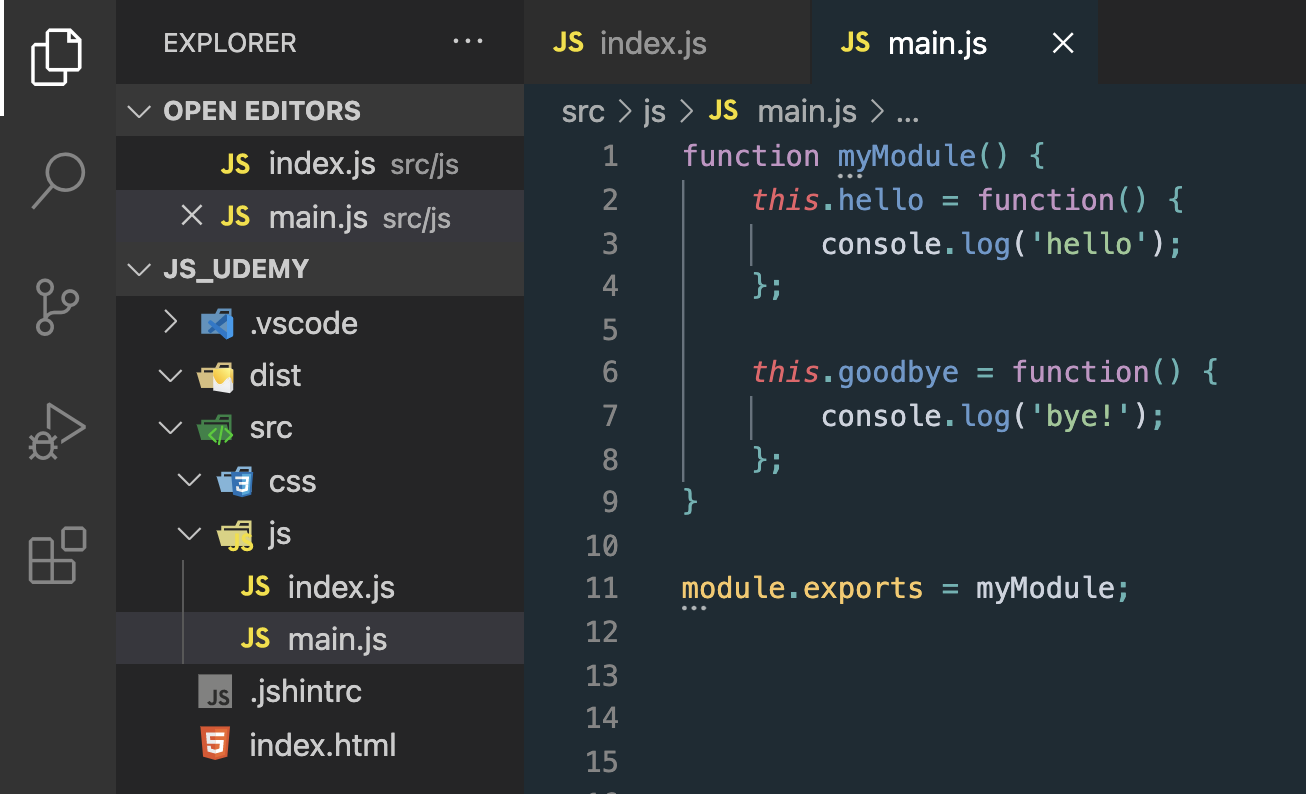 EXPLORER ...
OPEN EDITORS
JS index.js src/js
JS main.js src/js
JS_UDEMY
.vscode
dist
src
css
js
JS index.js
JS main.js
.jshintrc
index.html
JS index.js
JS main.js
src > js > JS main.js > ...
1 function myModule() {
2 this.hello = function() {
3 console.log('hello');
4 };
5
6 this.goodbye = function() {
7 console.log('bye!');
8 };
9 }
10
11 module.exports = myModule;
12
13
14
15